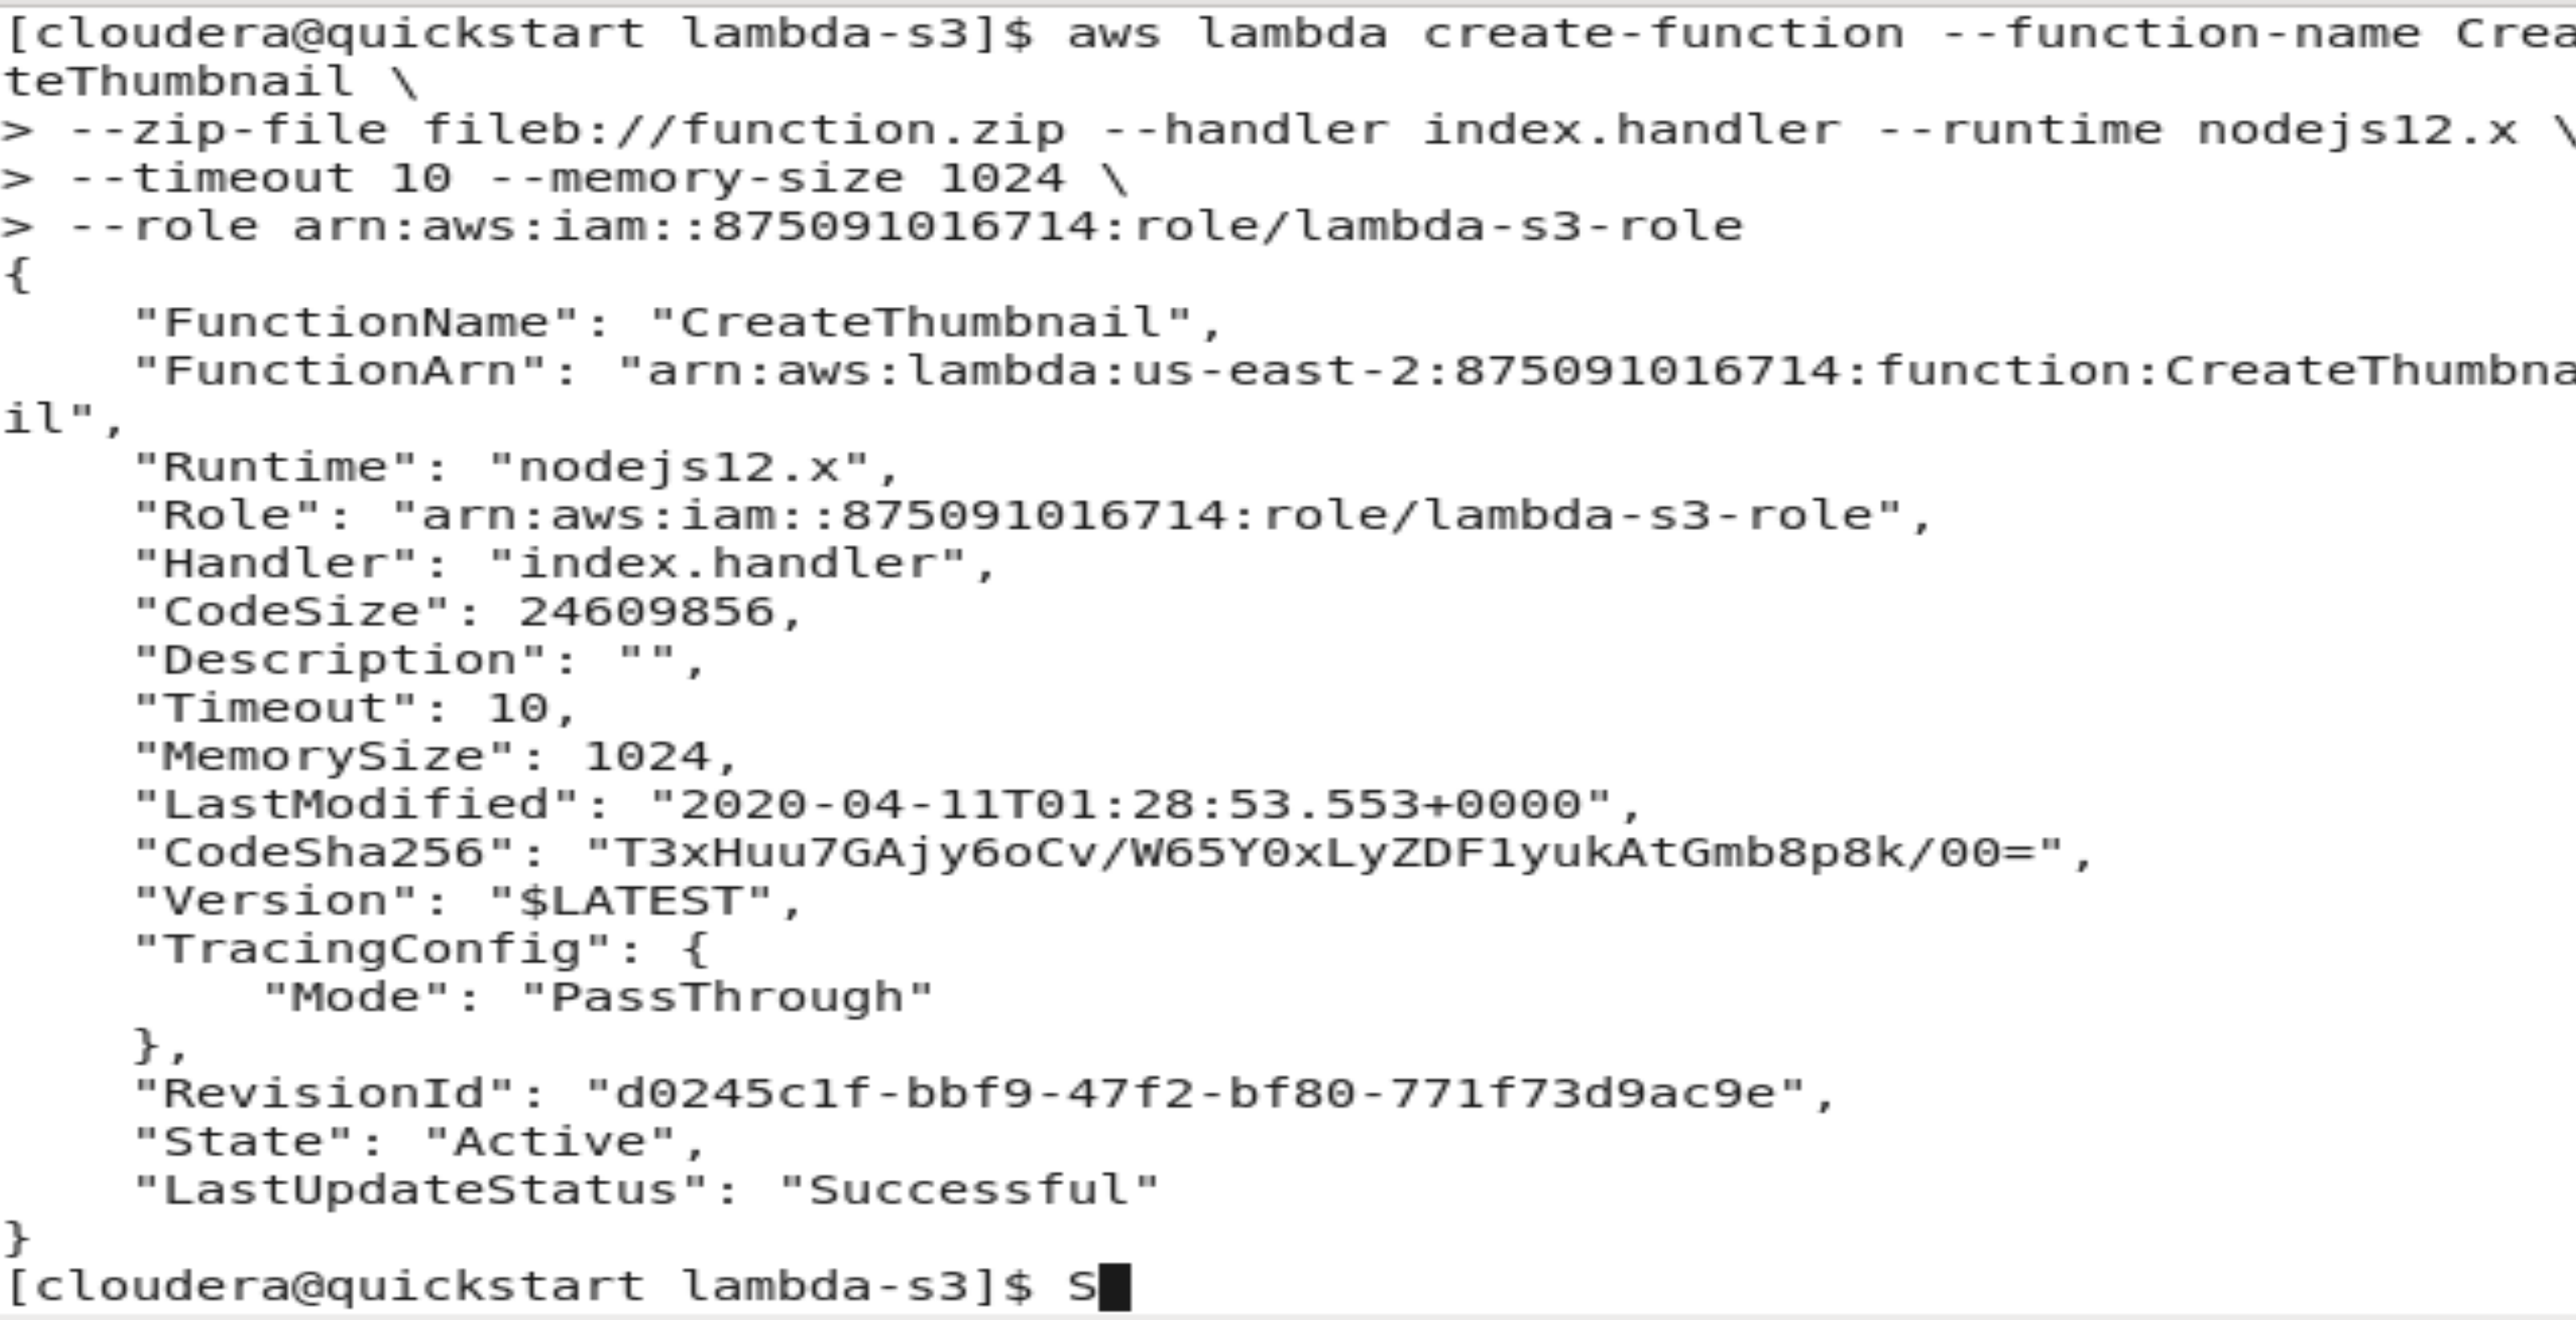 [cloudera@quickstart lambda-s3]$ aws lambda create-function --function-name Crea
teThumbnail \
> --zip-file fileb://function.zip --handler index.handler --runtime nodejs12.x \
> --timeout 10 --memory-size 1024 \
> --role arn:aws:iam::875091016714:role/lambda-s3-role
{
    "FunctionName": "CreateThumbnail",
    "FunctionArn": "arn:aws:lambda:us-east-2:875091016714:function:CreateThumbna
il",
    "Runtime": "nodejs12.x",
    "Role": "arn:aws:iam::875091016714:role/lambda-s3-role",
    "Handler": "index.handler",
    "CodeSize": 24609856,
    "Description": "",
    "Timeout": 10,
    "MemorySize": 1024,
    "LastModified": "2020-04-11T01:28:53.553+0000",
    "CodeSha256": "T3xHuu7GAjy6oCv/W65Y0xLyZDF1yukAtGmb8p8k/00=",
    "Version": "$LATEST",
    "TracingConfig": {
        "Mode": "PassThrough"
    },
    "RevisionId": "d0245c1f-bbf9-47f2-bf80-771f73d9ac9e",
    "State": "Active",
    "LastUpdateStatus": "Successful"
}
[cloudera@quickstart lambda-s3]$ S